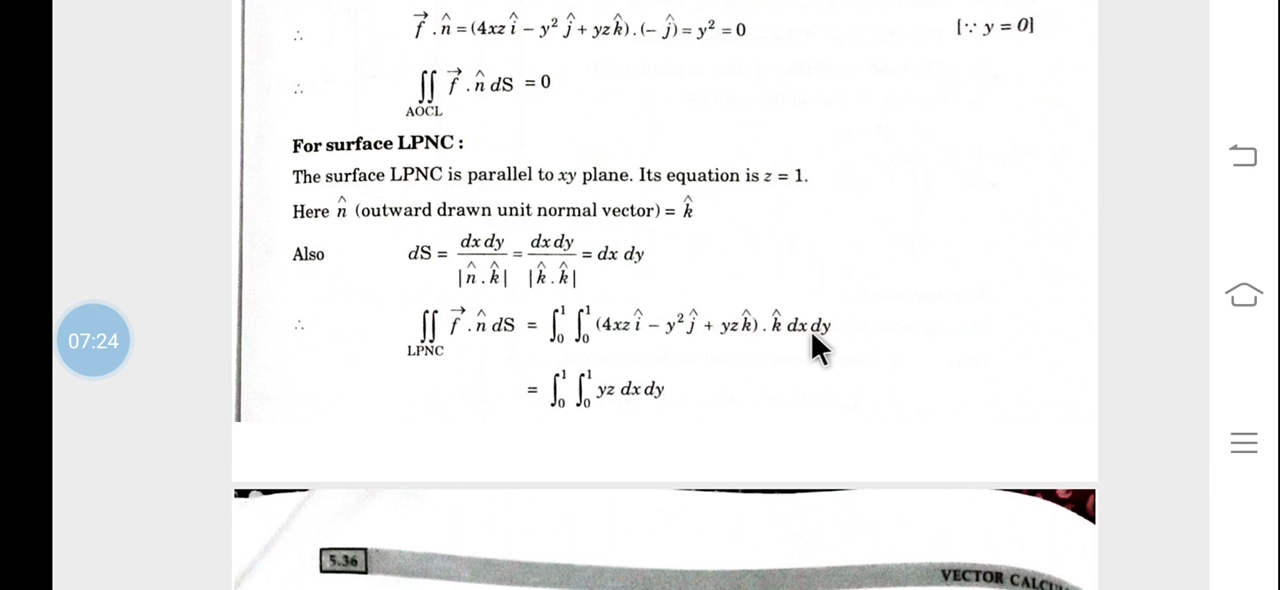 ∴ f⃗ . n̂ = (4xz î − y² ĵ + yz k̂) . (− ĵ) = y² = 0 [∵ y = 0]
∴ ∬ f⃗ . n̂ dS = 0
AOCL
For surface LPNC :
The surface LPNC is parallel to xy plane. Its equation is z = 1.
Here n̂ (outward drawn unit normal vector) = k̂
Also dS = dx dy / |n̂ . k̂| = dx dy / |k̂ . k̂| = dx dy
∴ ∬ f⃗ . n̂ dS = ∫₀¹ ∫₀¹ (4xz î − y² ĵ + yz k̂) . k̂ dx dy
LPNC
= ∫₀¹ ∫₀¹ yz dx dy
07:24
5.36
VECTOR CALCU